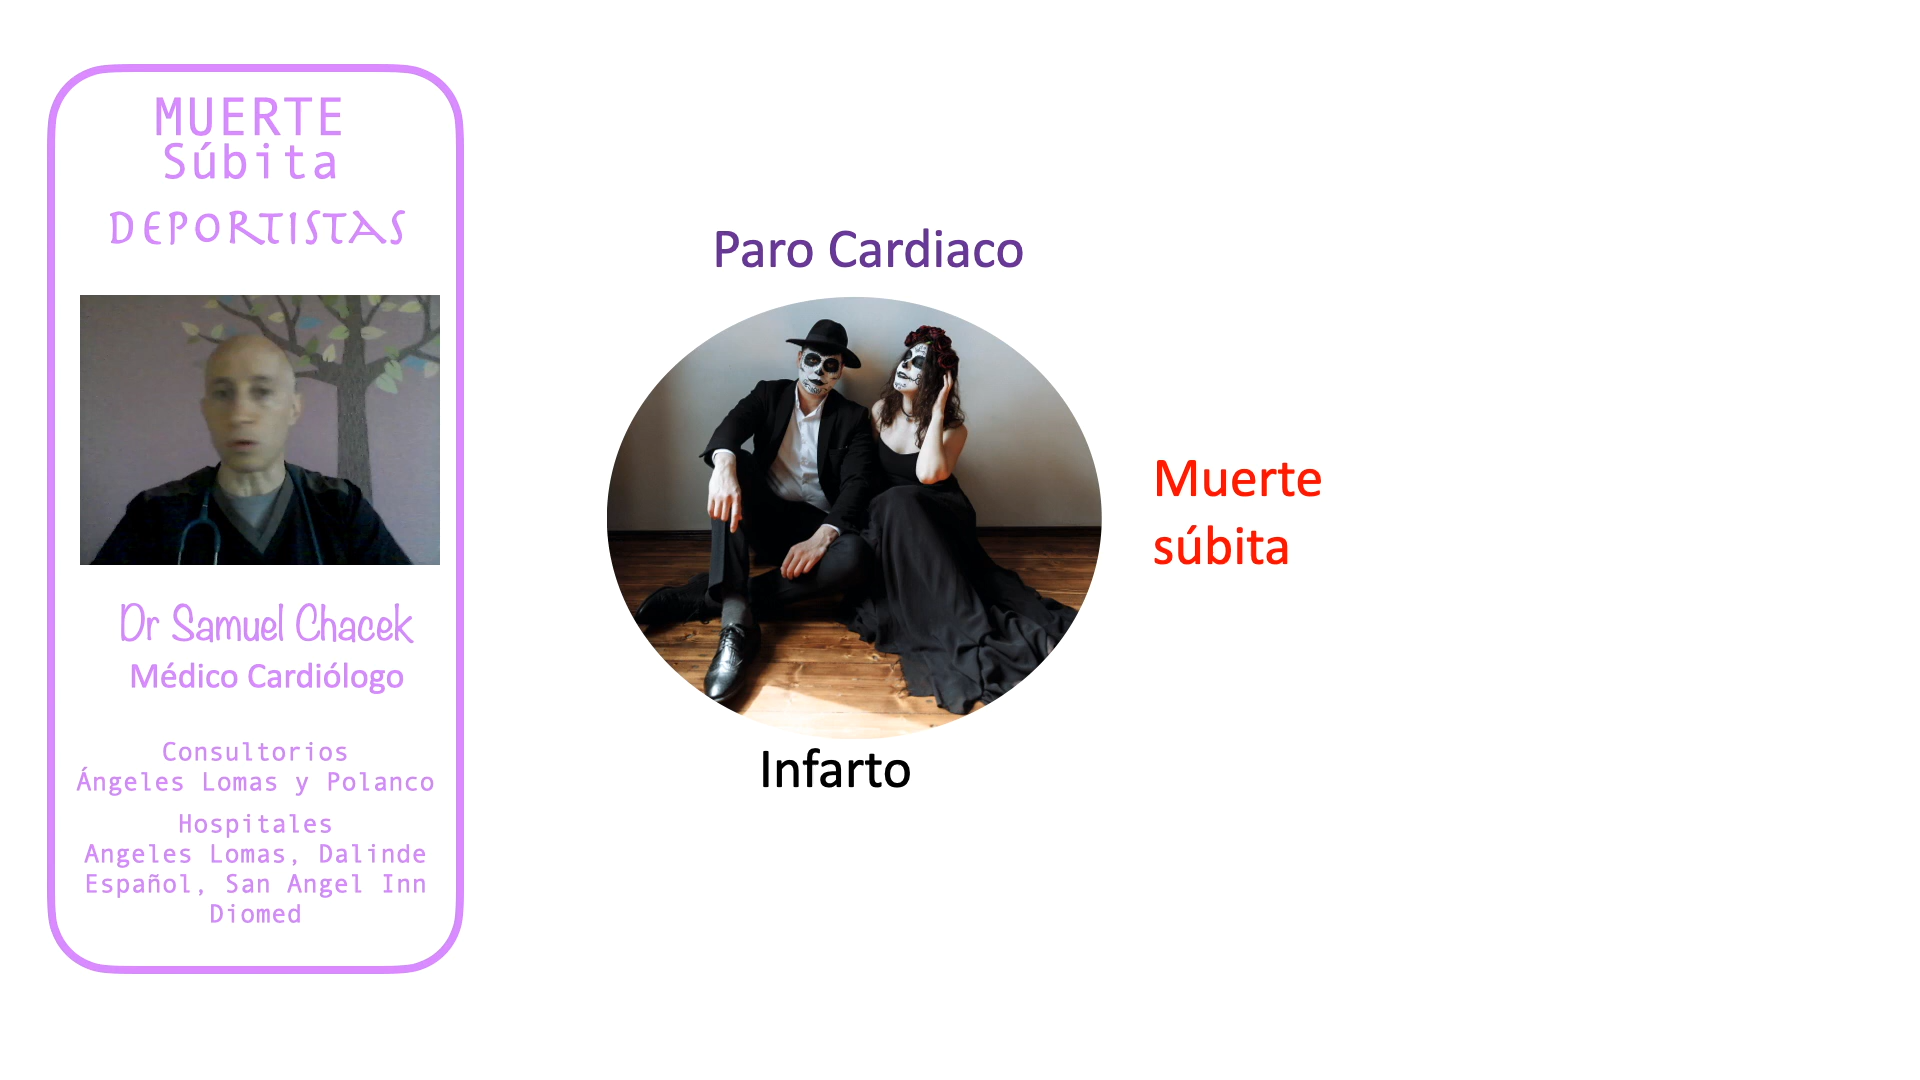 MUERTE
Súbita
DEPORTISTAS
Dr Samuel Chacek
Médico Cardiólogo
Consultorios
Ángeles Lomas y Polanco
Hospitales
Angeles Lomas, Dalinde
Español, San Angel Inn
Diomed
Paro Cardiaco
Muerte
súbita
Infarto